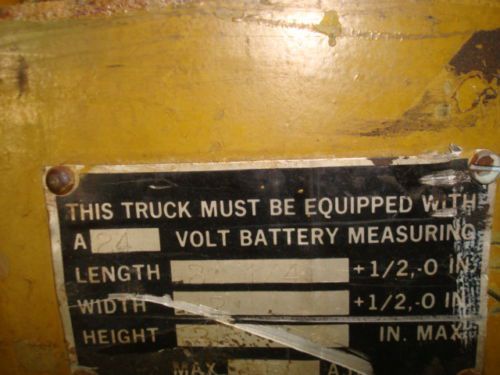 THIS TRUCK MUST BE EQUIPPED WITH
A 24 VOLT BATTERY MEASURING
LENGTH +1/2,-0 IN.
WIDTH +1/2,-0 IN.
HEIGHT IN. MAX.
MAX